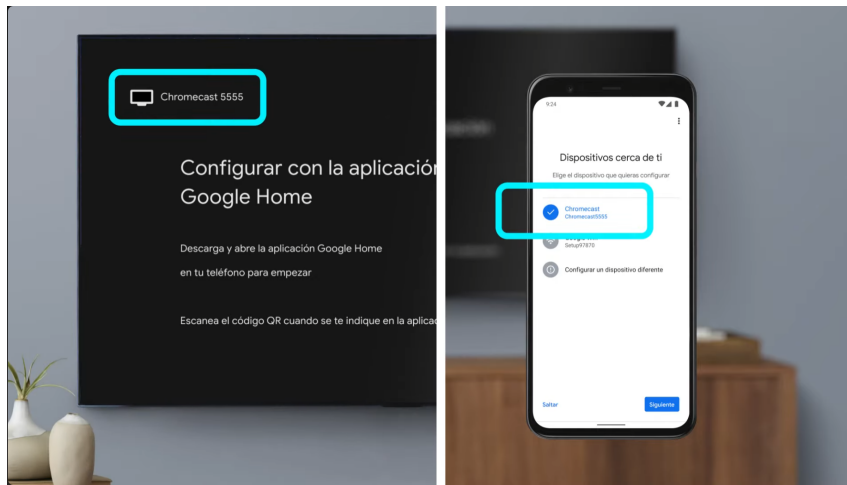 Chromecast 5555
Configurar con la aplicación
Google Home
Descarga y abre la aplicación Google Home
en tu teléfono para empezar
Escanea el código QR cuando se te indique en la
9:24
Dispositivos cerca de ti
Elige el dispositivo que quieras configurar
Chromecast
Chromecast5555
Setup97870
Configurar un dispositivo diferente
Saltar
Siguiente